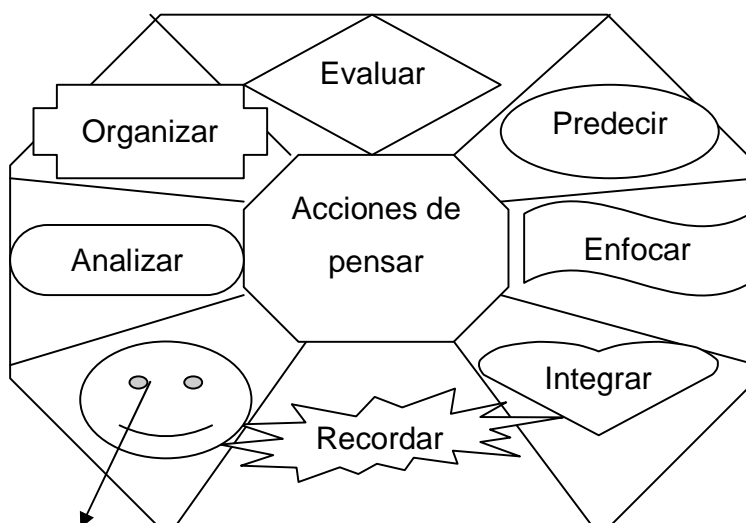 Evaluar
Organizar
Predecir
Acciones de
pensar
Analizar
Enfocar
Integrar
Recordar